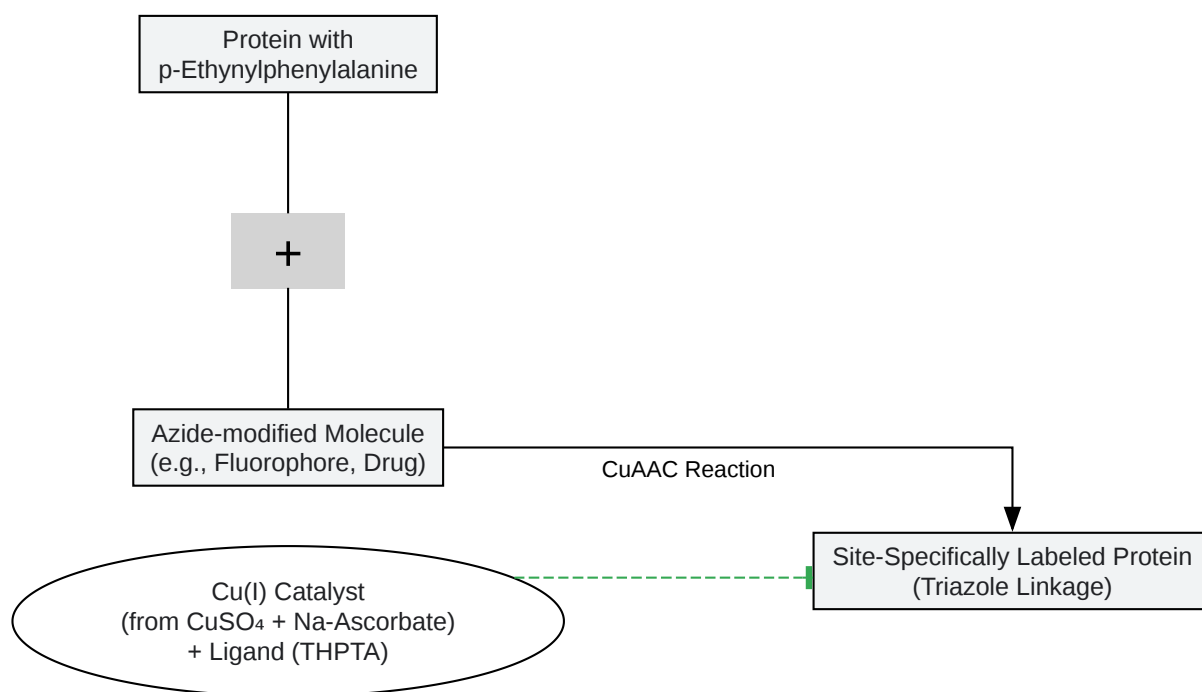 Protein with
p-Ethynylphenylalanine
+
Azide-modified Molecule
(e.g., Fluorophore, Drug)
CuAAC Reaction
Site-Specifically Labeled Protein
(Triazole Linkage)
Cu(I) Catalyst
(from CuSO₄ + Na-Ascorbate)
+ Ligand (THPTA)